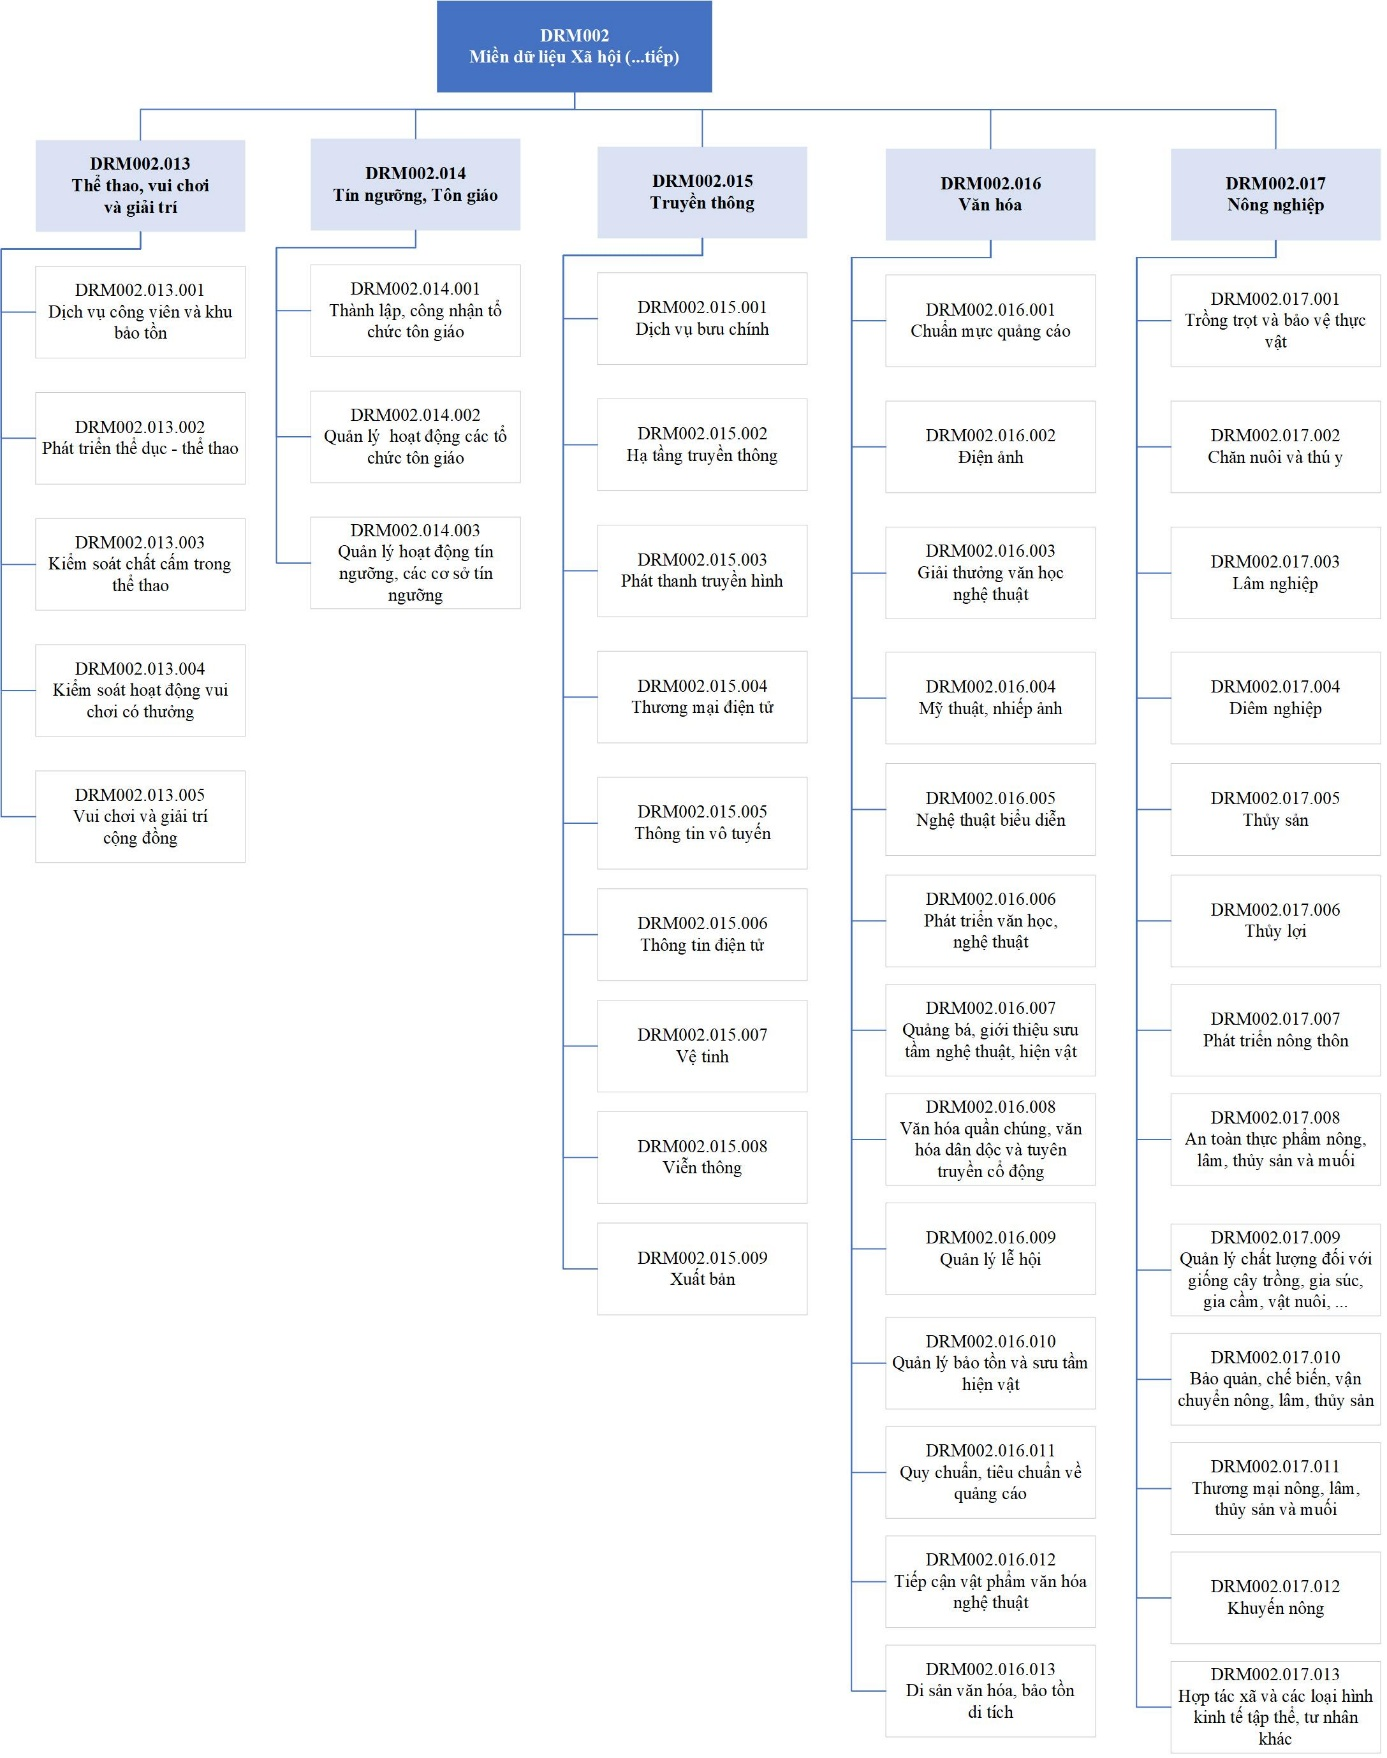 DRM002
Miền dữ liệu Xã hội (...tiếp)
DRM002.013
Thể thao, vui chơi
và giải trí
DRM002.013.001
Dịch vụ công viên và khu
bảo tồn
DRM002.013.002
Phát triển thể dục - thể thao
DRM002.013.003
Kiểm soát chất cấm trong
thể thao
DRM002.013.004
Kiểm soát hoạt động vui
chơi có thưởng
DRM002.013.005
Vui chơi và giải trí
cộng đồng
DRM002.014
Tín ngưỡng, Tôn giáo
DRM002.014.001
Thành lập, công nhận tổ
chức tôn giáo
DRM002.014.002
Quản lý  hoạt động các tổ
chức tôn giáo
DRM002.014.003
Quản lý hoạt động tín
ngưỡng, các cơ sở tín
ngưỡng
DRM002.015
Truyền thông
DRM002.015.001
Dịch vụ bưu chính
DRM002.015.002
Hạ tầng truyền thông
DRM002.015.003
Phát thanh truyền hình
DRM002.015.004
Thương mại điện tử
DRM002.015.005
Thông tin vô tuyến
DRM002.015.006
Thông tin điện tử
DRM002.015.007
Vệ tinh
DRM002.015.008
Viễn thông
DRM002.015.009
Xuất bản
DRM002.016
Văn hóa
DRM002.016.001
Chuẩn mực quảng cáo
DRM002.016.002
Điện ảnh
DRM002.016.003
Giải thưởng văn học
nghệ thuật
DRM002.016.004
Mỹ thuật, nhiếp ảnh
DRM002.016.005
Nghệ thuật biểu diễn
DRM002.016.006
Phát triển văn học,
nghệ thuật
DRM002.016.007
Quảng bá, giới thiệu sưu
tầm nghệ thuật, hiện vật
DRM002.016.008
Văn hóa quần chúng, văn
hóa dân dộc và tuyên
truyền cổ động
DRM002.016.009
Quản lý lễ hội
DRM002.016.010
Quản lý bảo tồn và sưu tầm
hiện vật
DRM002.016.011
Quy chuẩn, tiêu chuẩn về
quảng cáo
DRM002.016.012
Tiếp cận vật phẩm văn hóa
nghệ thuật
DRM002.016.013
Di sản văn hóa, bảo tồn
di tích
DRM002.017
Nông nghiệp
DRM002.017.001
Trồng trọt và bảo vệ thực
vật
DRM002.017.002
Chăn nuôi và thú y
DRM002.017.003
Lâm nghiệp
DRM002.017.004
Diêm nghiệp
DRM002.017.005
Thủy sản
DRM002.017.006
Thủy lợi
DRM002.017.007
Phát triển nông thôn
DRM002.017.008
An toàn thực phẩm nông,
lâm, thủy sản và muối
DRM002.017.009
Quản lý chất lượng đối với
giống cây trồng, gia súc,
gia cầm, vật nuôi, ...
DRM002.017.010
Bảo quản, chế biến, vận
chuyển nông, lâm, thủy sản
DRM002.017.011
Thương mại nông, lâm,
thủy sản và muối
DRM002.017.012
Khuyến nông
DRM002.017.013
Hợp tác xã và các loại hình
kinh tế tập thể, tư nhân
khác